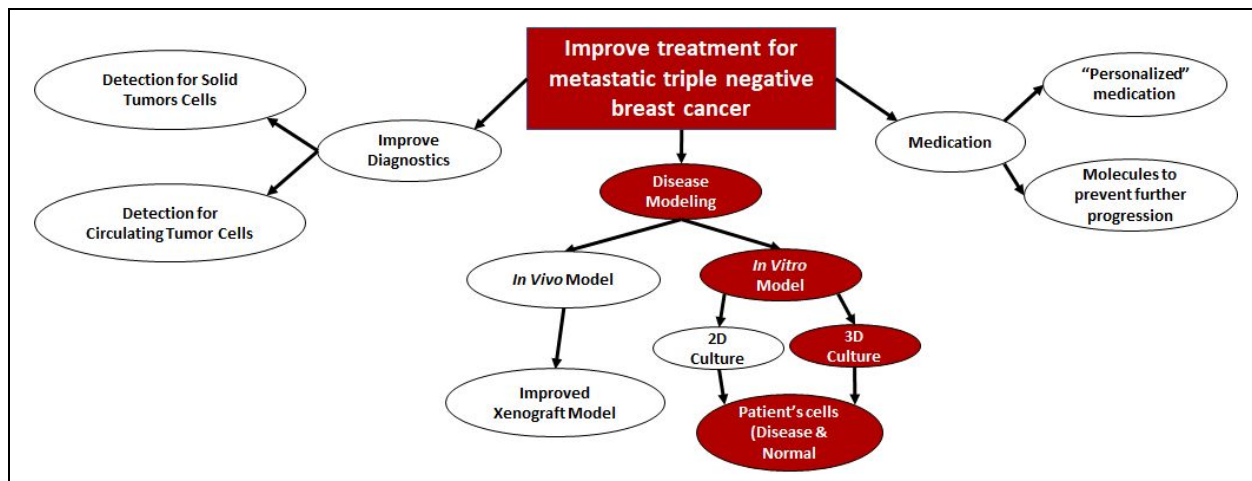 Improve treatment for
metastatic triple negative
breast cancer
Detection for Solid
Tumors Cells
Improve
Diagnostics
Detection for
Circulating Tumor Cells
Disease
Modeling
In Vivo Model
In Vitro
Model
2D
Culture
3D
Culture
Improved
Xenograft Model
Patient's cells
(Disease &
Normal
Medication
“Personalized”
medication
Molecules to
prevent further
progression